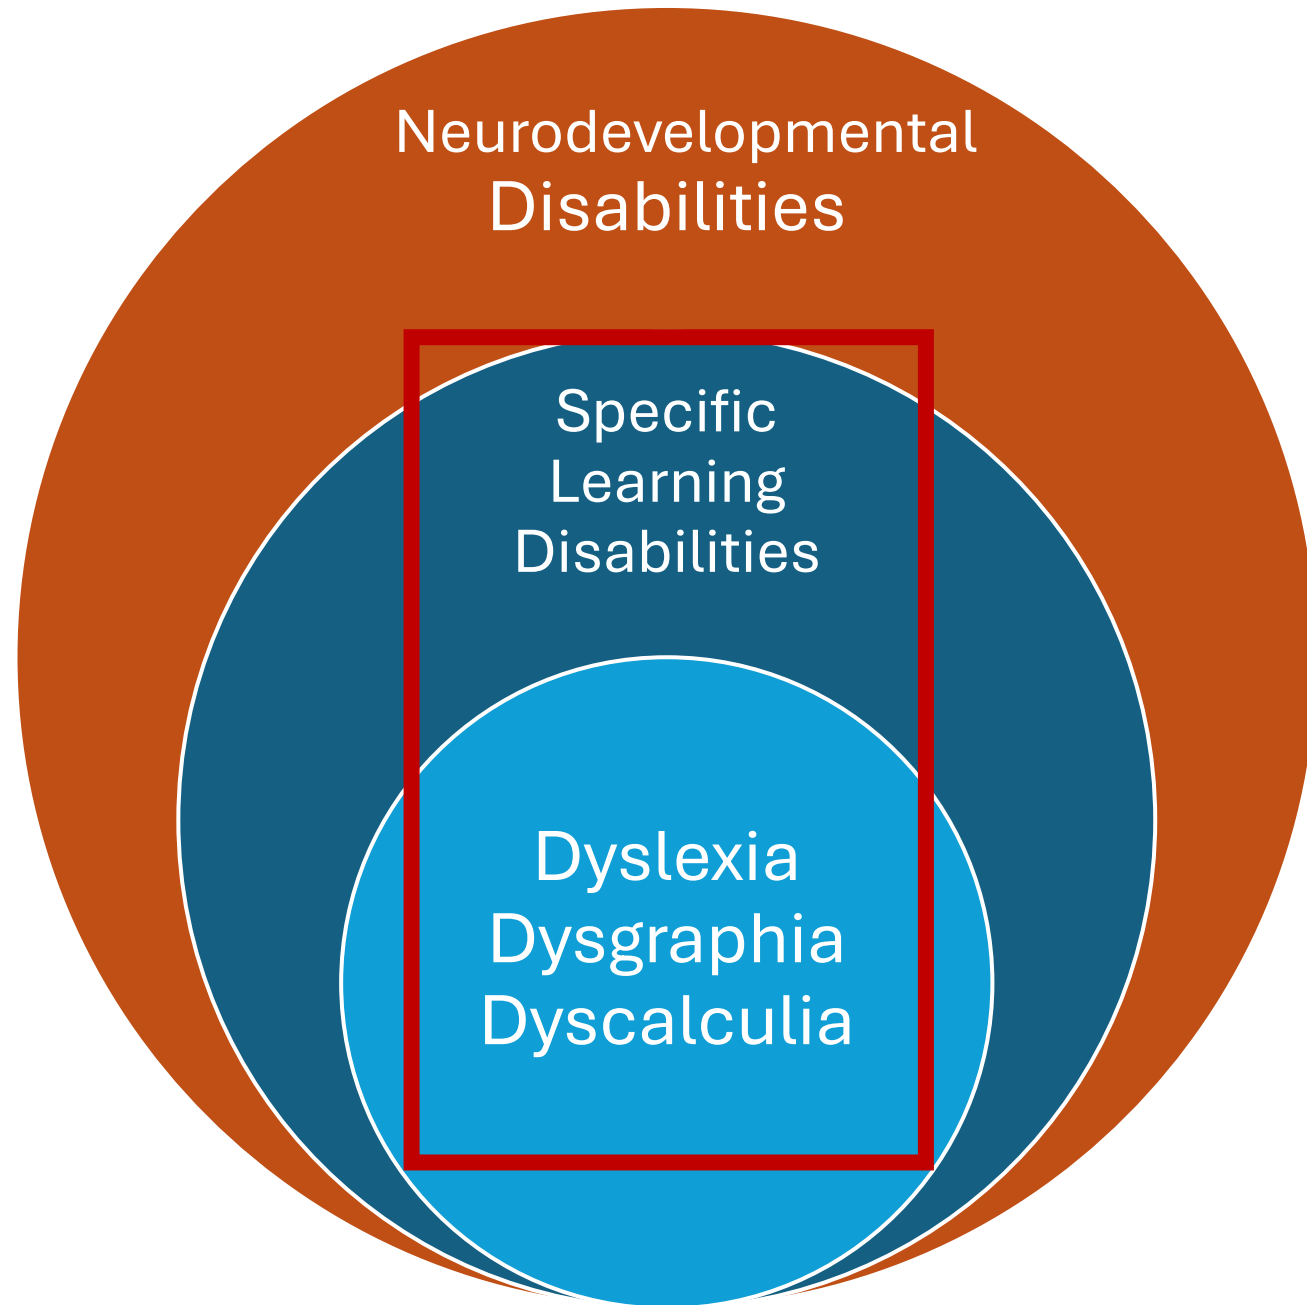 Neurodevelopmental
Disabilities
Specific
Learning
Disabilities
Dyslexia
Dysgraphia
Dyscalculia